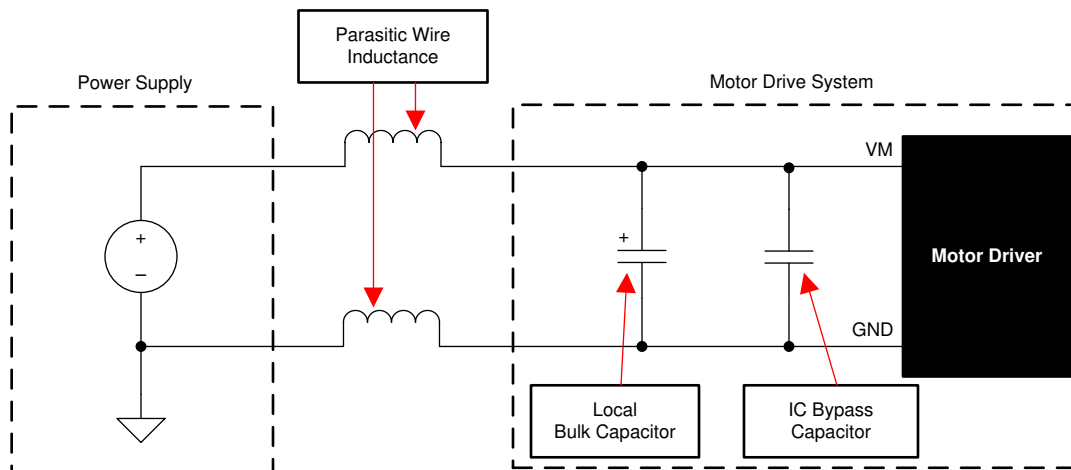 Parasitic Wire
Inductance
Power Supply
Motor Drive System
VM
+
–
+
Motor Driver
GND
Local
Bulk Capacitor
IC Bypass
Capacitor